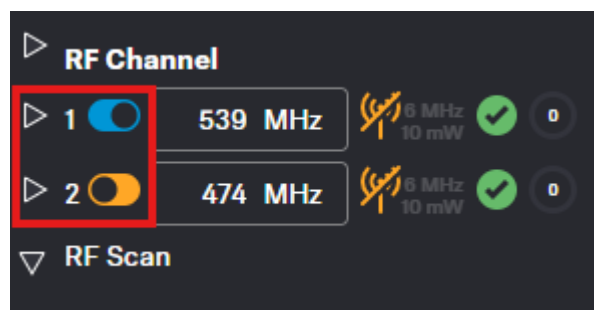 RF Channel
1 539 MHz 6 MHz 0
10 mW
2 474 MHz 6 MHz 0
10 mW
RF Scan